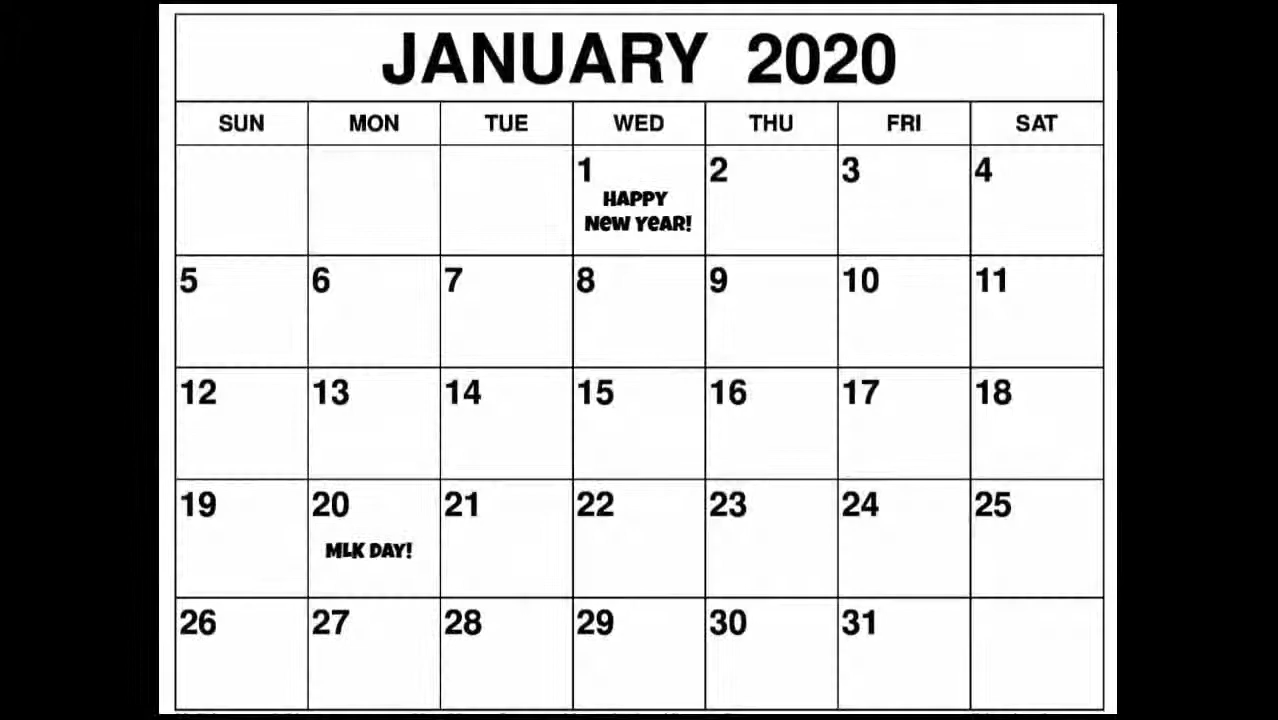 JANUARY 2020
SUN MON TUE WED THU FRI SAT
1 2 3 4
HAPPY
NEW YEAR!
5 6 7 8 9 10 11
12 13 14 15 16 17 18
19 20 21 22 23 24 25
MLK DAY!
26 27 28 29 30 31